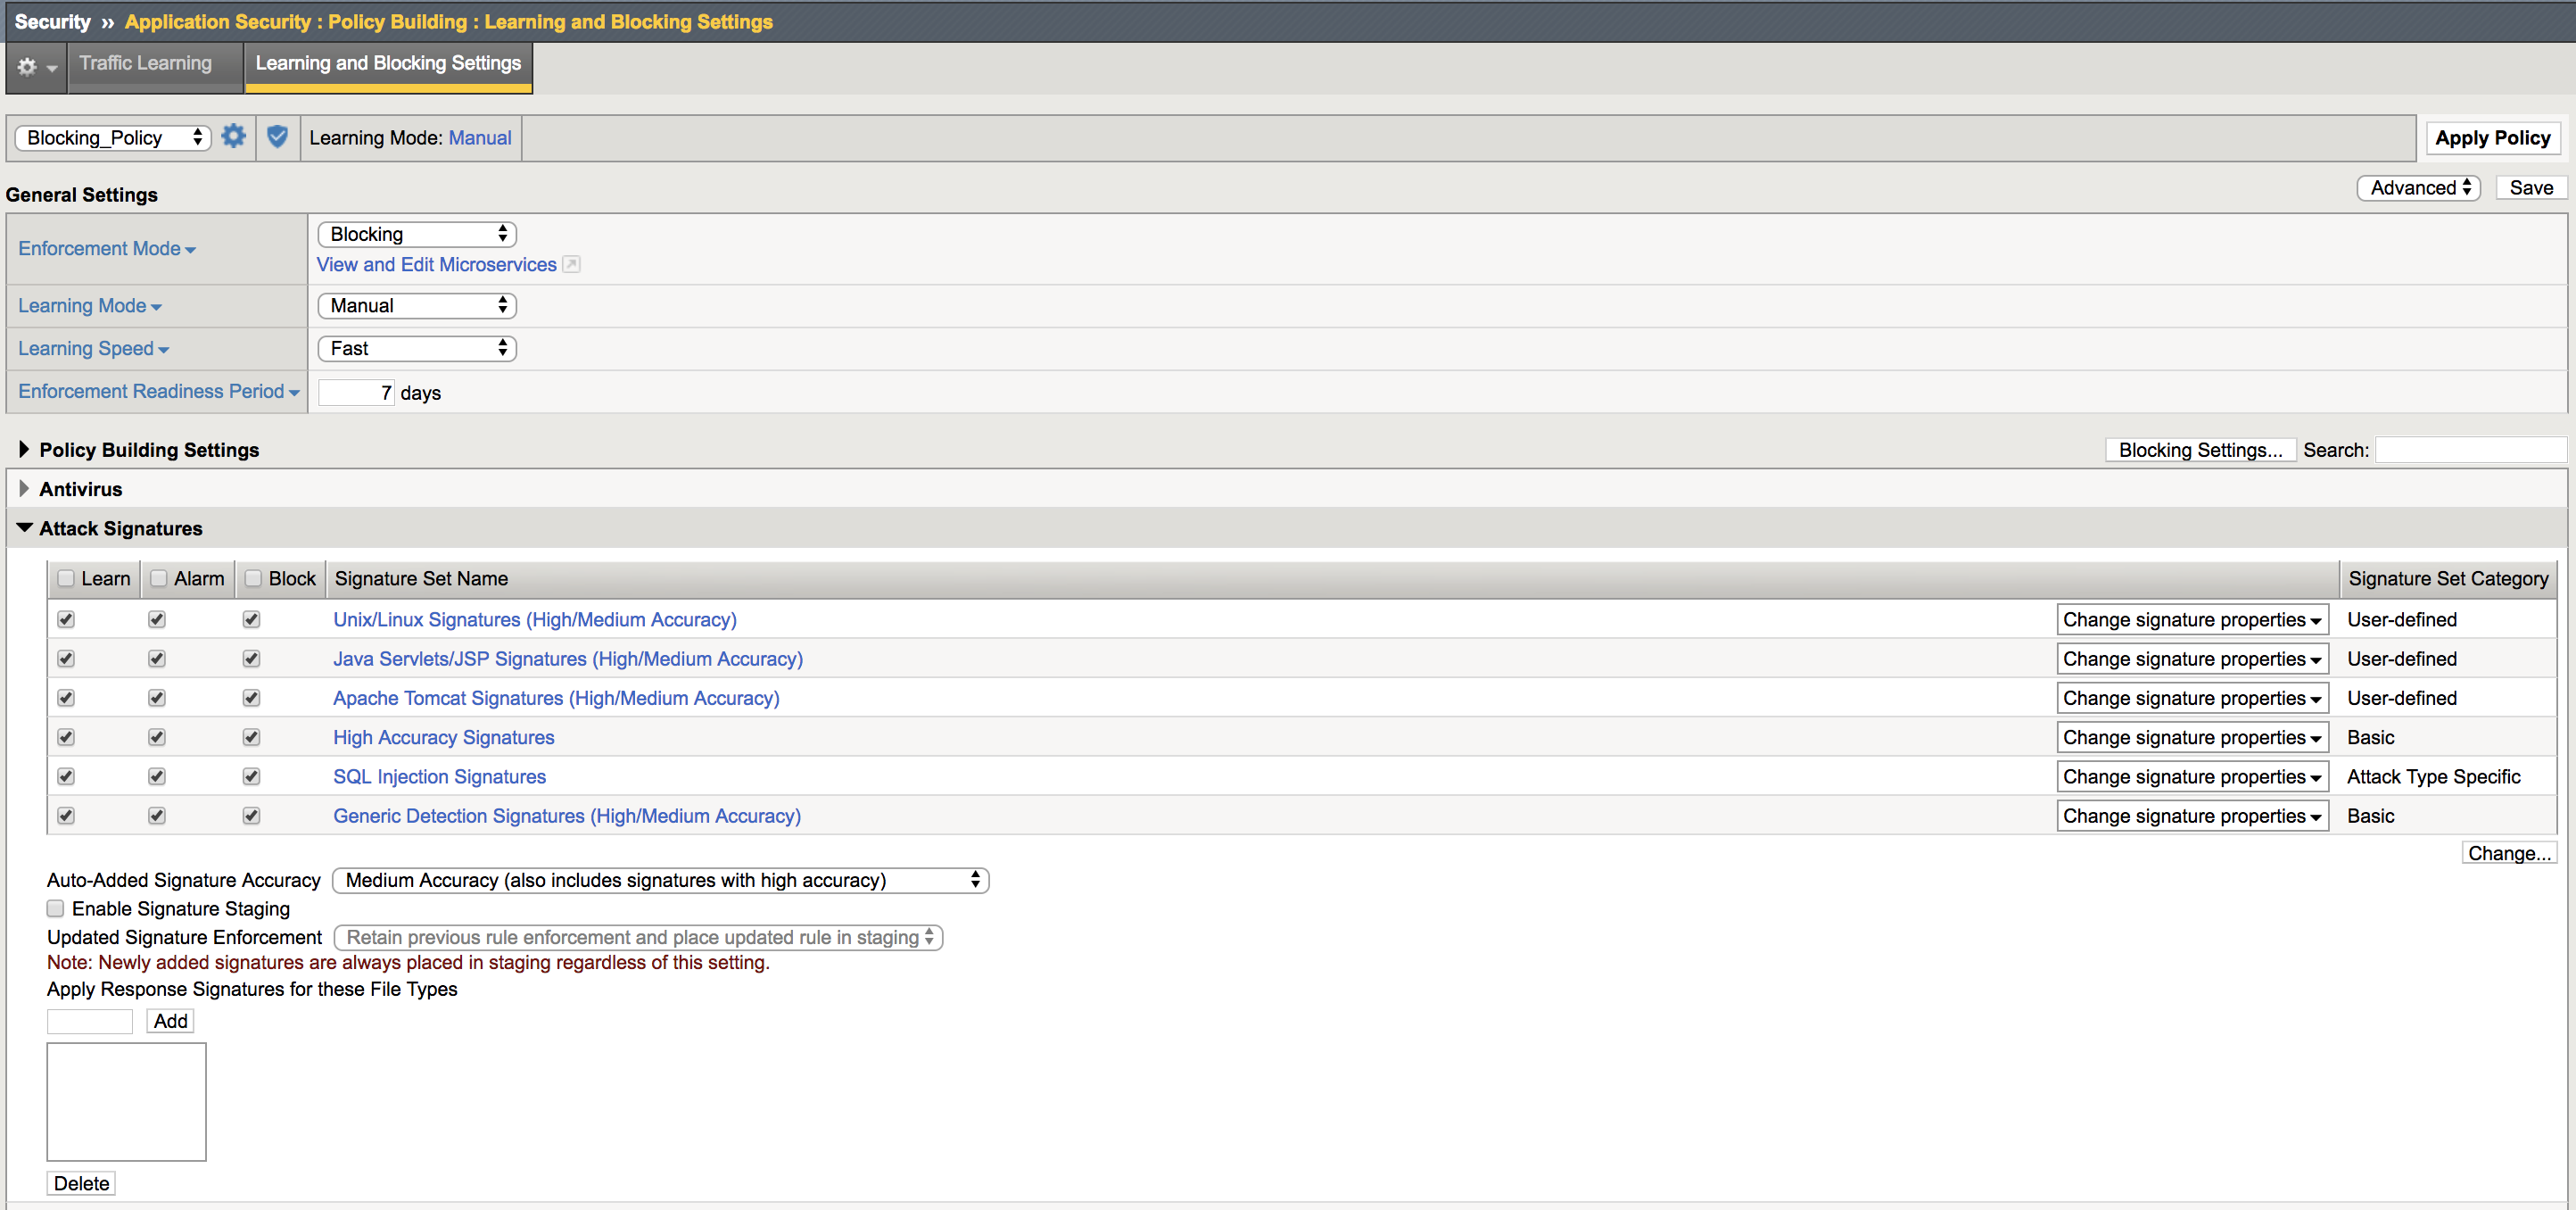 Security » Application Security : Policy Building : Learning and Blocking Settings
Traffic Learning Learning and Blocking Settings
Blocking_Policy Learning Mode: Manual Apply Policy
General Settings Advanced Save
Enforcement Mode Blocking
View and Edit Microservices
Learning Mode Manual
Learning Speed Fast
Enforcement Readiness Period 7 days
Policy Building Settings Blocking Settings... Search:
Antivirus
Attack Signatures
Learn Alarm Block Signature Set Name Signature Set Category
Unix/Linux Signatures (High/Medium Accuracy) Change signature properties User-defined
Java Servlets/JSP Signatures (High/Medium Accuracy) Change signature properties User-defined
Apache Tomcat Signatures (High/Medium Accuracy) Change signature properties User-defined
High Accuracy Signatures Change signature properties Basic
SQL Injection Signatures Change signature properties Attack Type Specific
Generic Detection Signatures (High/Medium Accuracy) Change signature properties Basic
Change...
Auto-Added Signature Accuracy Medium Accuracy (also includes signatures with high accuracy)
Enable Signature Staging
Updated Signature Enforcement Retain previous rule enforcement and place updated rule in staging
Note: Newly added signatures are always placed in staging regardless of this setting.
Apply Response Signatures for these File Types
Add
Delete